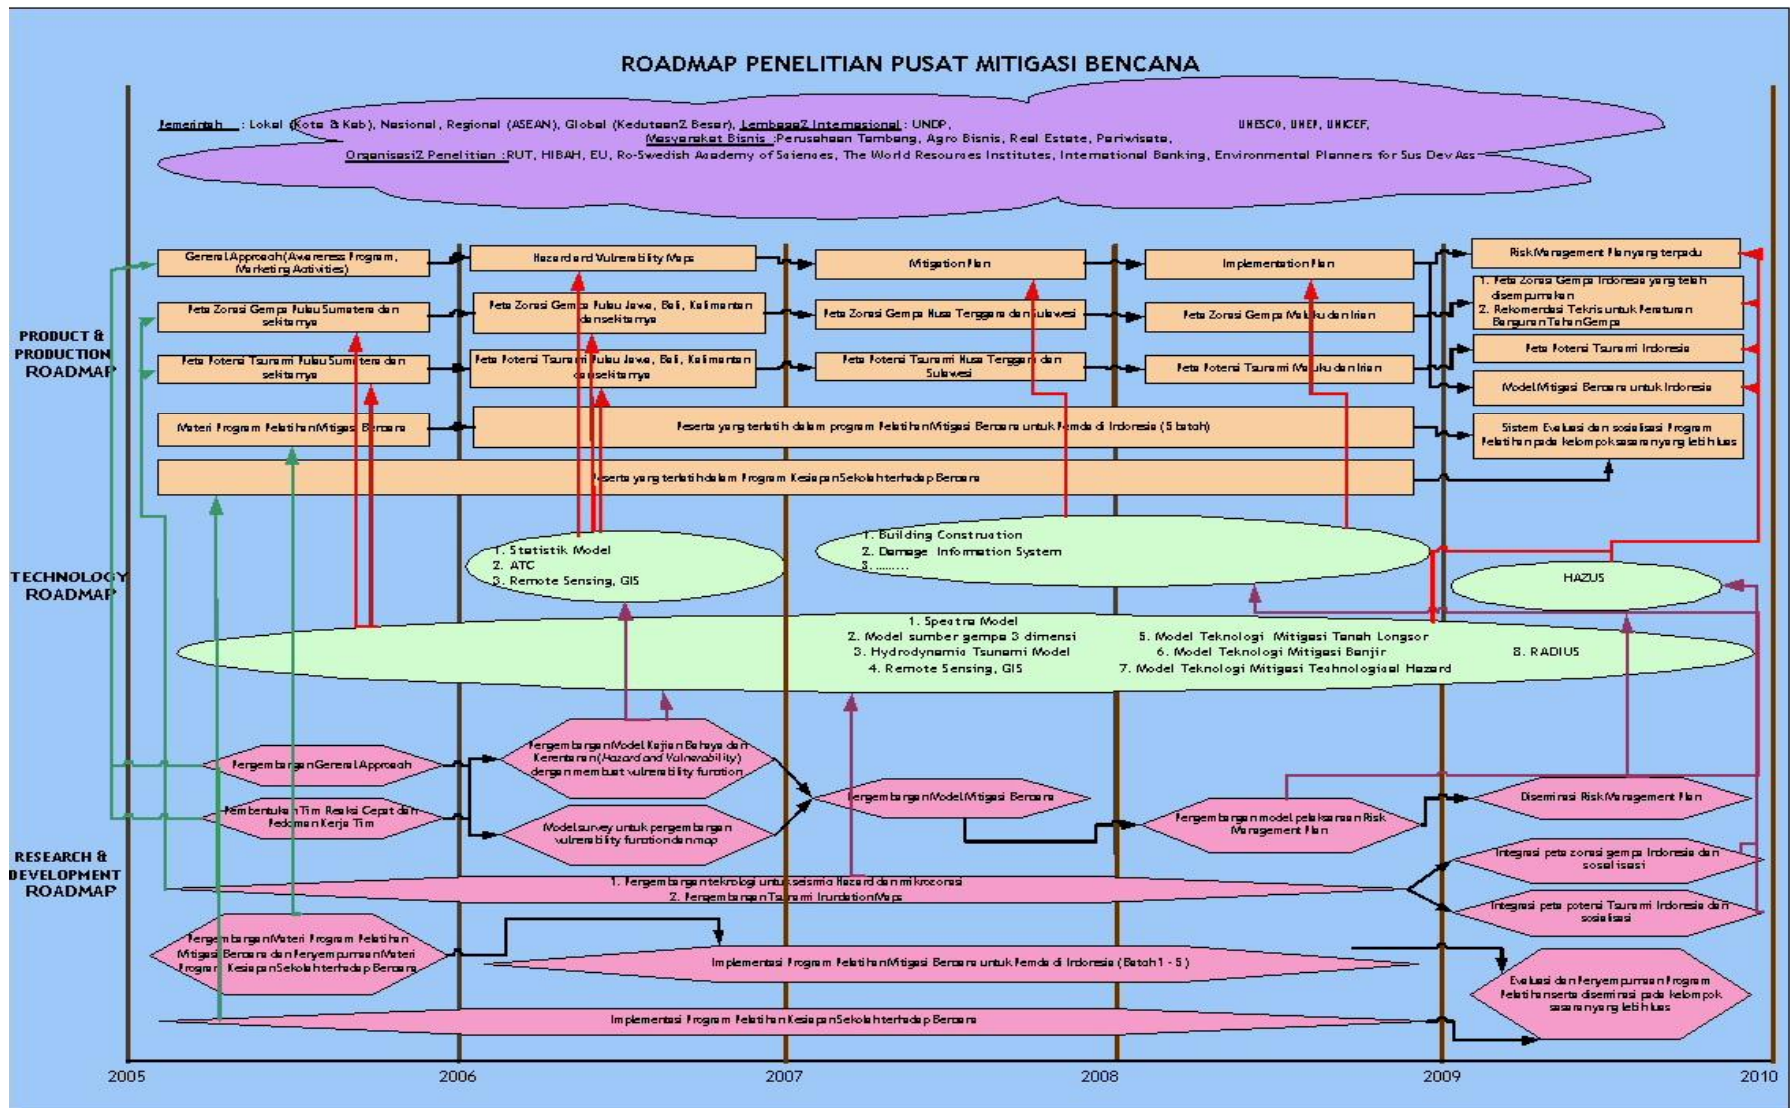 ROADMAP PENELITIAN PUSAT MITIGASI BENCANA
Pemerintah : Lokal (Kota & Kab), Nasional, Regional (ASEAN), Global (Kedutaan2 Besar), Lembaga2 Internasional : UNDP, UNESCO, UNEP, UNICEF,
Masyarakat Bisnis :Perusahaan Tambang, Agro Bisnis, Real Estate, Pariwisata,
Organisasi2 Penelitian :RUT, HIBAH, EU, Ro-Swedish Academy of Sciences, The World Resources Institutes, International Banking, Environmental Planners for Sus Dev Ass
PRODUCT &
PRODUCTION
ROADMAP
General Approach(Awareness Program,
Marketing Activities)
Hazard and Vulnerability Maps
Mitigation Plan
Implementation Plan
Risk Management Plan yang terpadu
Peta Zonasi Gempa Pulau Sumatera dan
sekitarnya
Peta Zonasi Gempa Pulau Jawa, Bali, Kalimantan
dan sekitarnya
Peta Zonasi Gempa Nusa Tenggara dan Sulawesi
Peta Zonasi Gempa Maluku dan Irian
1. Peta Zonasi Gempa Indonesia yang telah
disempurnakan
2. Rekomendasi Teknis untuk Peraturan
Bangunan Tahan Gempa
Peta Potensi Tsunami Pulau Sumatera dan
sekitarnya
Peta Potensi Tsunami Pulau Jawa, Bali, Kalimantan
dan sekitarnya
Peta Potensi Tsunami Nusa Tenggara dan
Sulawesi
Peta Potensi Tsunami Maluku dan Irian
Peta Potensi Tsunami Indonesia
Model Mitigasi Bencana untuk Indonesia
Materi Program Pelatihan Mitigasi Bencana
Peserta yang terlatih dalam program Pelatihan Mitigasi Bencana untuk Pemda di Indonesia (5 batch)
Sistem Evaluasi dan sosialisasi Program
Pelatihan pada kelompok sasaran yang lebih luas
Peserta yang terlatih dalam Program Kesiapan Sekolah terhadap Bencana
TECHNOLOGY
ROADMAP
1. Statistik Model
2. ATC
3. Remote Sensing, GIS
1. Building Construction
2. Damage Information System
3. .........
HAZUS
1. Spectra Model
2. Model sumber gempa 3 dimensi
3. Hydrodynamic Tsunami Model
4. Remote Sensing, GIS
5. Model Teknologi Mitigasi Tanah Longsor
6. Model Teknologi Mitigasi Banjir
7. Model Teknologi Mitigasi Technological Hazard
8. RADIUS
RESEARCH &
DEVELOPMENT
ROADMAP
Pengembangan General Approach
Pengembangan Model Kajian Bahaya dan
Kerentanan (Hazard and Vulnerability)
dengan membuat vulnerability function
Pembentukan Tim Reaksi Cepat dan
Pedoman Kerja Tim
Model survey untuk pengembangan
vulnerability function dan map
Pengembangan Model Mitigasi Bencana
Pengembangan model pelaksanaan Risk
Management Plan
Diseminasi Risk Management Plan
1. Pengembangan teknologi untuk seismic Hazard dan mikrozonasi
2. Pengembangan Tsunami Inundation Maps
Integrasi peta zonasi gempa Indonesia dan
sosialisasi
Integrasi peta potensi Tsunami Indonesia dan
sosialisasi
Pengembangan Materi Program Pelatihan
Mitigasi Bencana dan Penyempurnaan Materi
Program Kesiapan Sekolah terhadap Bencana
Implementasi Program Pelatihan Mitigasi Bencana untuk Pemda di Indonesia (Batch 1 - 5 )
Evaluasi dan Penyempurnaan Program
Pelatihan serta diseminasi pada kelompok
sasaran yang lebih luas
Implementasi Program Pelatihan Kesiapan Sekolah terhadap Bencana
2005 2006 2007 2008 2009 2010